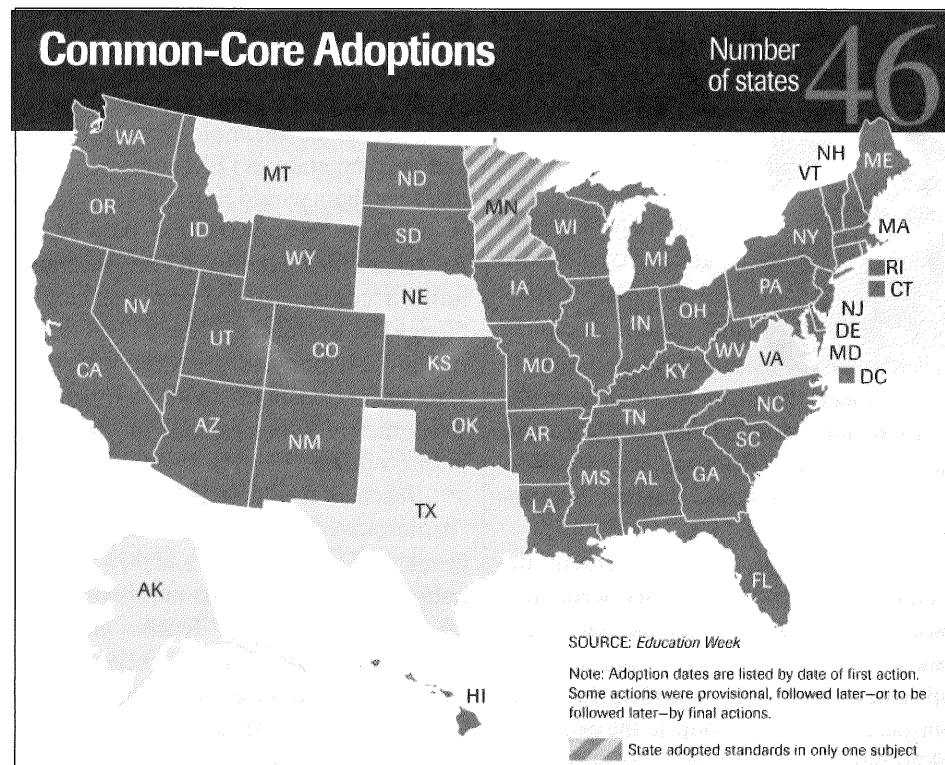 Common-Core Adoptions
Number
of states
46
WA
MT
ND
MN
NH
ME
VT
OR
ID
SD
WI
MI
NY
MA
WY
RI
CT
NV
NE
IA
PA
NJ
DE
MD
DC
UT
CO
KS
MO
IL
IN
OH
WV
VA
KY
CA
AZ
NM
OK
AR
TN
NC
SC
MS
AL
GA
TX
LA
FL
AK
HI
SOURCE: Education Week
Note: Adoption dates are listed by date of first action.
Some actions were provisional, followed later—or to be
followed later—by final actions.
State adopted standards in only one subject